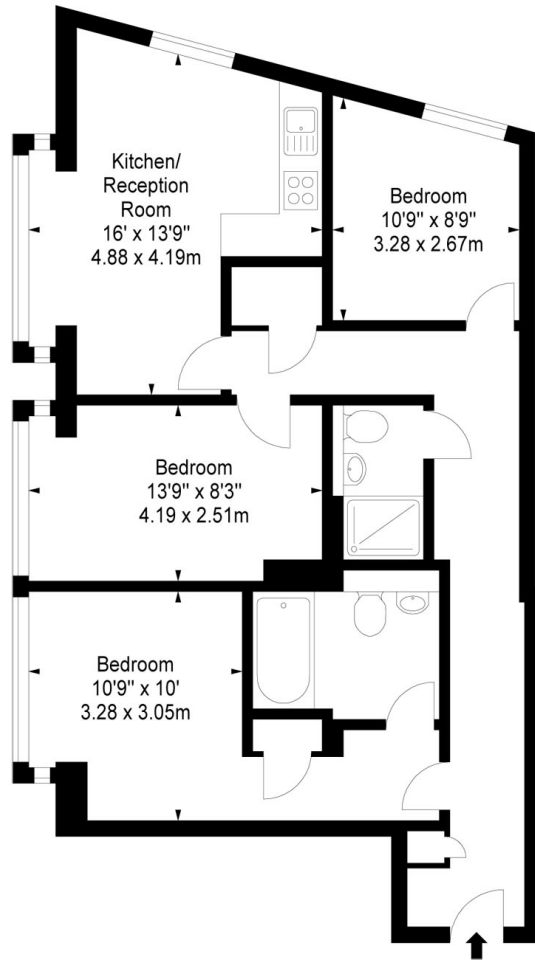 Kitchen/
Reception
Room
16' x 13'9"
4.88 x 4.19m
Bedroom
10'9" x 8'9"
3.28 x 2.67m
Bedroom
13'9" x 8'3"
4.19 x 2.51m
Bedroom
10'9" x 10'
3.28 x 3.05m